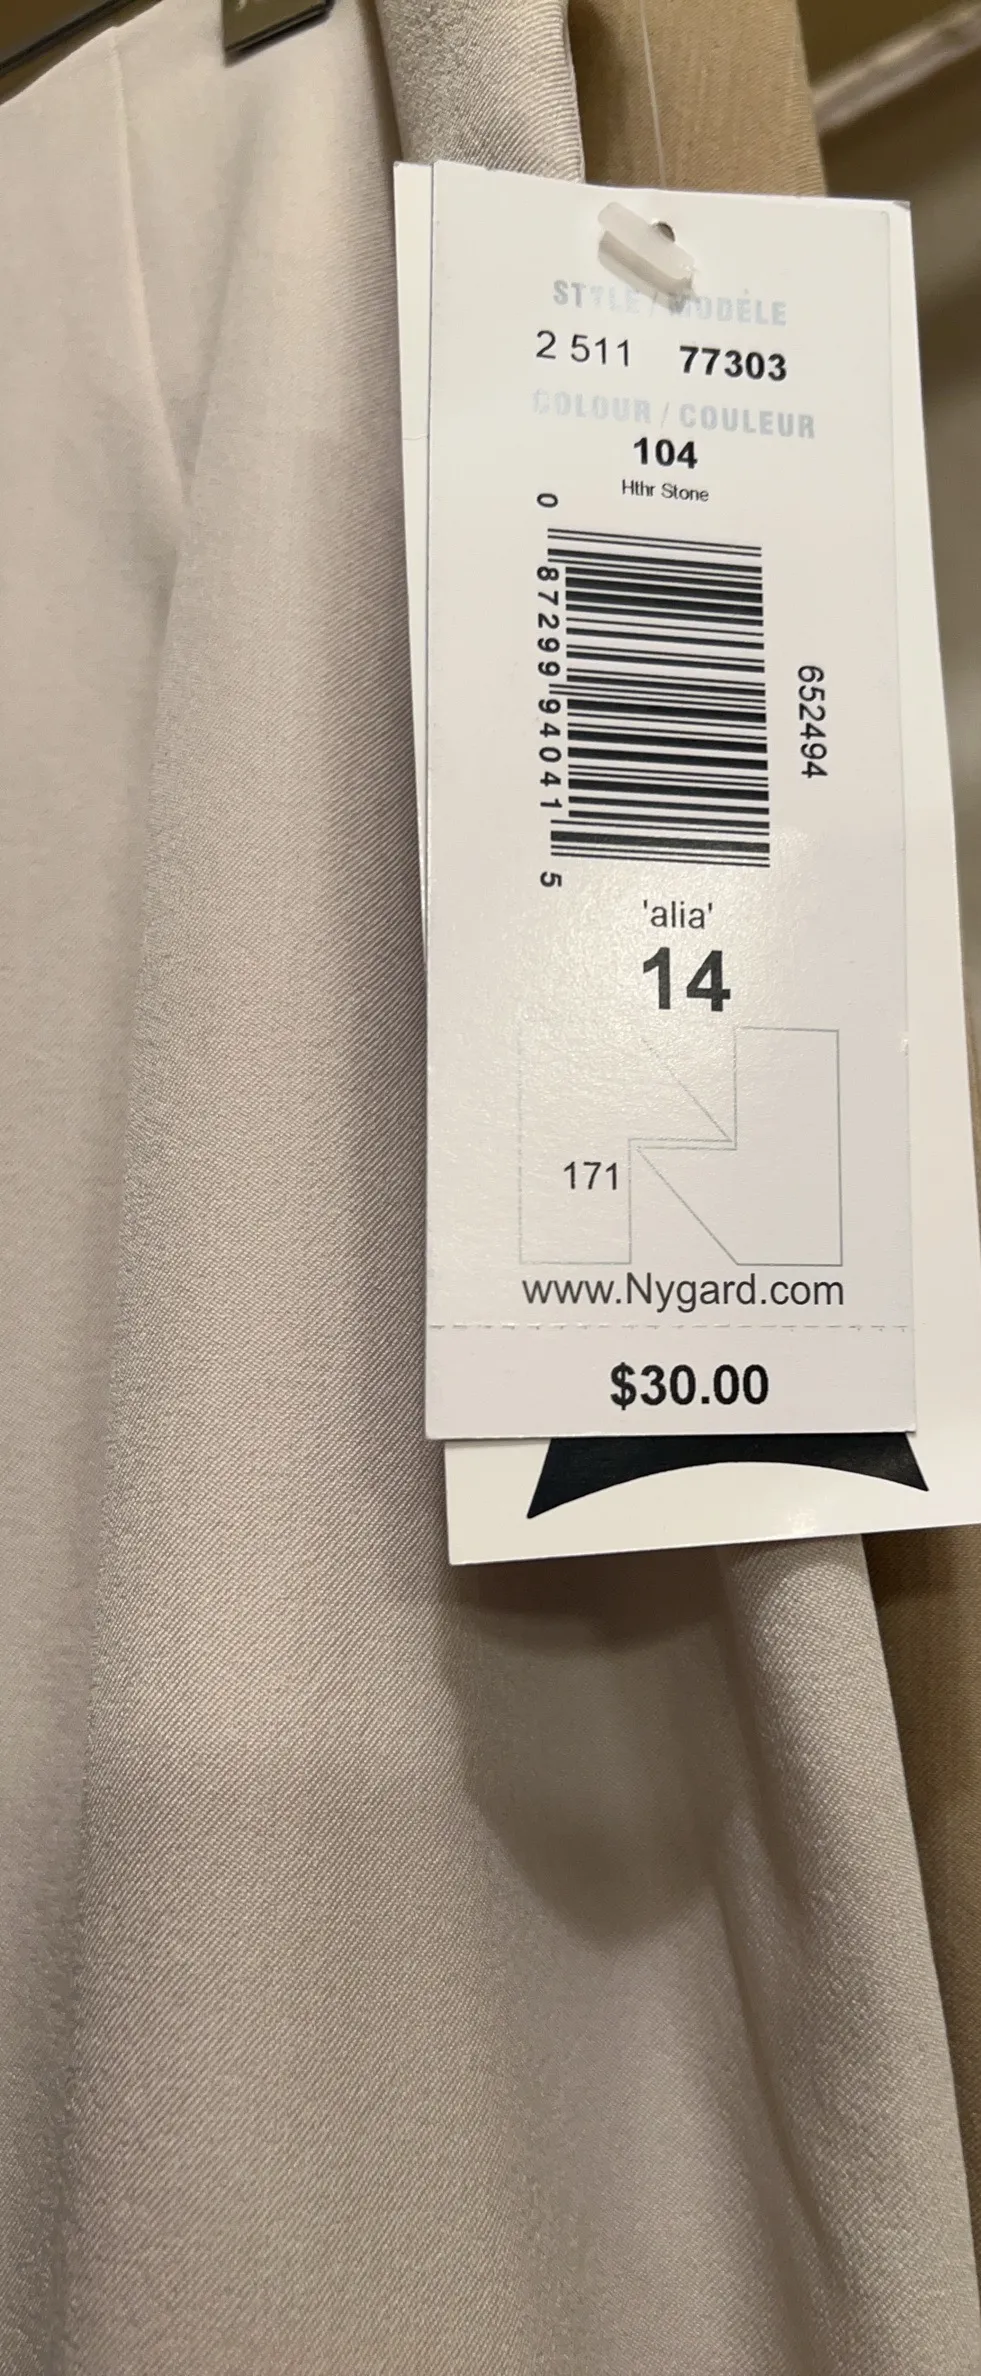 STYLE / MODÈLE
2 511 77303
COLOUR / COULEUR
104
Hthr Stone
0 87299 94041 5
652494
'alia'
14
171
www.Nygard.com
$30.00